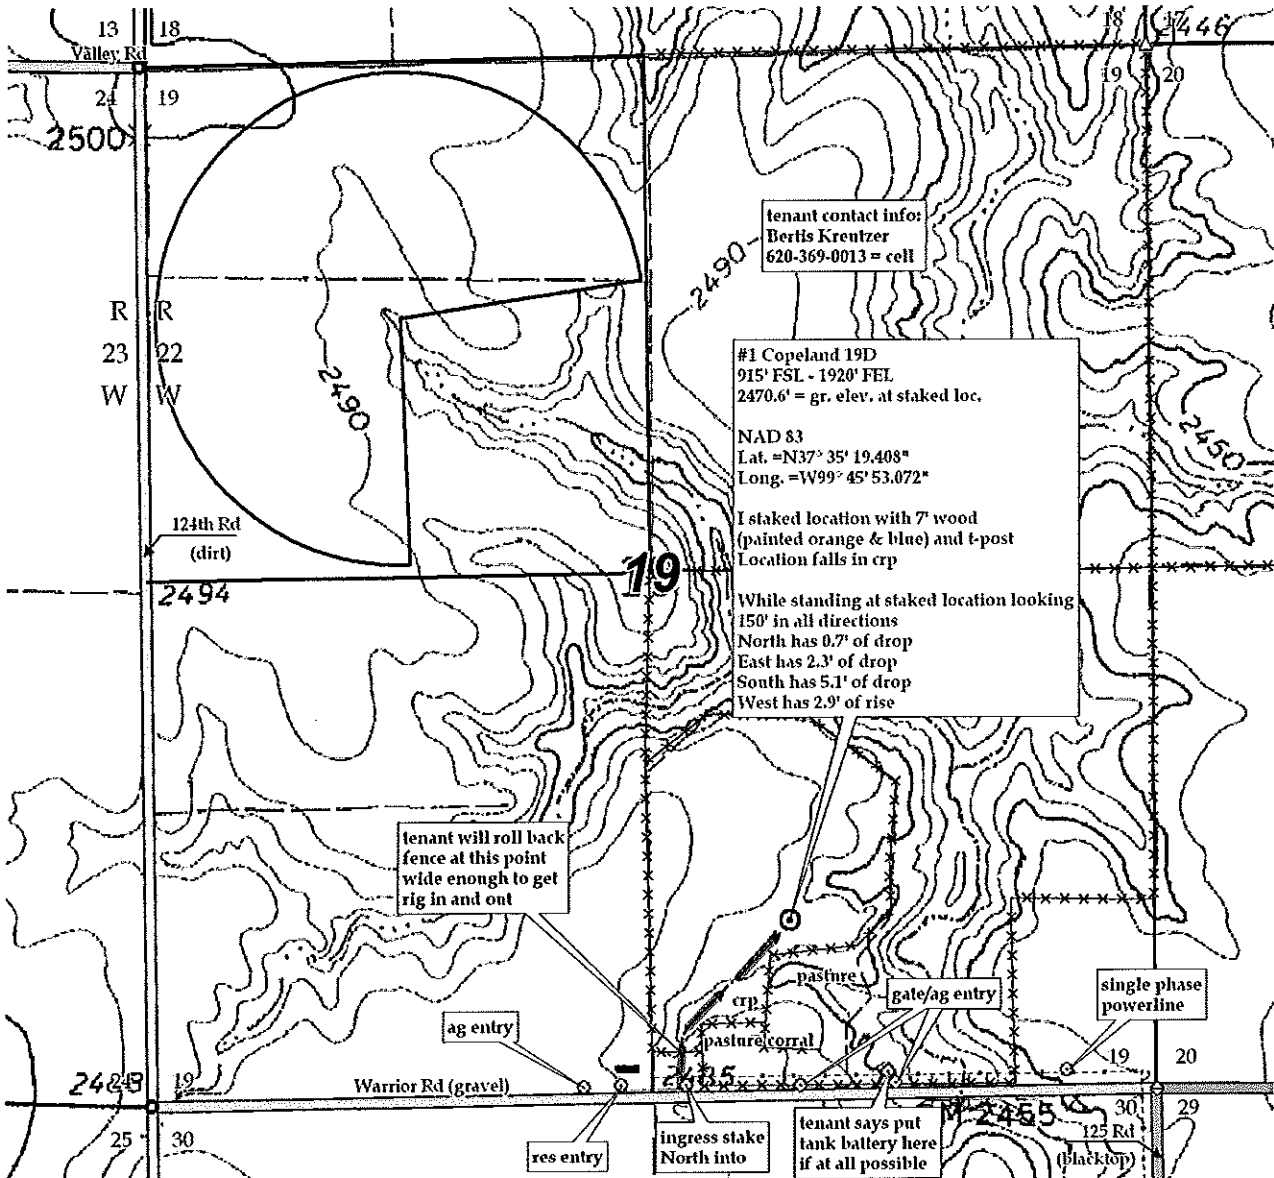 13 18
Valley Rd
24 19
2500
18 17
2446
19 20
tenant contact info:
Bertis Kreutzer
620-369-0013 = cell
2490
R R
23 22
W W
2490
#1 Copeland 19D
915' FSL - 1920' FEL
2470.6' = gr. elev. at staked loc.
NAD 83
Lat. =N37° 35' 19.408"
Long. =W99° 45' 53.072"
I staked location with 7' wood
(painted orange & blue) and t-post
Location falls in crp
While standing at staked location looking
150' in all directions
North has 0.7' of drop
East has 2.3' of drop
South has 5.1' of drop
West has 2.9' of rise
2450
124th Rd
(dirt)
19
2494
tenant will roll back
fence at this point
wide enough to get
rig in and out
pasture
crp
gate/ag entry
single phase
powerline
ag entry
pasture corral
19 20
2483
24 19
Warrior Rd (gravel)
2485
30 29
M 2455
25 30
res entry
ingress stake
North into
tenant says put
tank battery here
if at all possible
125 Rd
(blacktop)